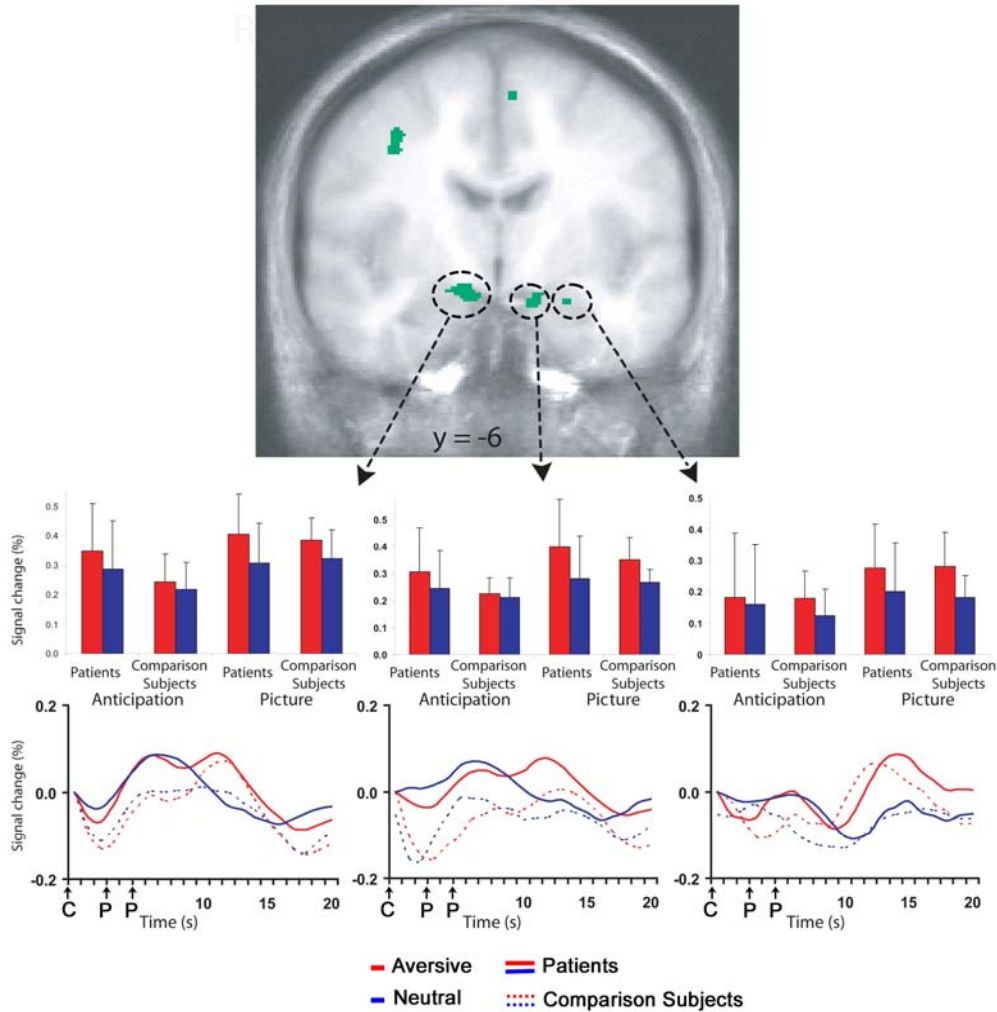 R
y = -6
Signal change (%)
0.5
0.4
0.3
0.2
0.1
0.0
Patients
Comparison
Subjects
Patients
Comparison
Subjects
Anticipation
Picture
0.5
0.4
0.3
0.2
0.1
0.0
Patients
Comparison
Subjects
Patients
Comparison
Subjects
Anticipation
Picture
0.5
0.4
0.3
0.2
0.1
0
Patients
Comparison
Subjects
Patients
Comparison
Subjects
Anticipation
Picture
Signal change (%)
0.2
0.0
-0.2
C P P
10 15 20
Time (s)
0.2
0.0
-0.2
C P P
10 15 20
Time (s)
0.2
0.0
-0.2
C P P
10 15 20
Time (s)
Aversive Patients
Neutral Comparison Subjects